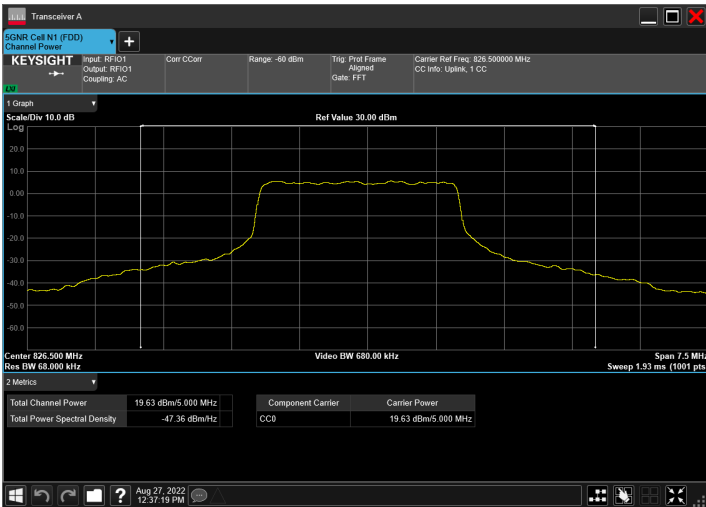 Transceiver A
5GNR Cell N1 (FDD)
Channel Power
+
KEYSIGHT
LXI
Input: RFIO1
Output: RFIO1
Coupling: AC
Corr CCorr
Range: -60 dBm
Trig: Prot Frame
Aligned
Gate: FFT
Carrier Ref Freq: 826.500000 MHz
CC Info: Uplink, 1 CC
1 Graph
Scale/Div 10.0 dB
Ref Value 30.00 dBm
Log
20.0
10.0
0.00
-10.0
-20.0
-30.0
-40.0
-50.0
-60.0
Center 826.500 MHz
Video BW 680.00 kHz
Span 7.5 MHz
Res BW 68.000 kHz
Sweep 1.93 ms (1001 pts
2 Metrics
Total Channel Power 19.63 dBm/5.000 MHz
Total Power Spectral Density -47.36 dBm/Hz
Component Carrier Carrier Power
CC0 19.63 dBm/5.000 MHz
?
Aug 27, 2022
12:37:19 PM